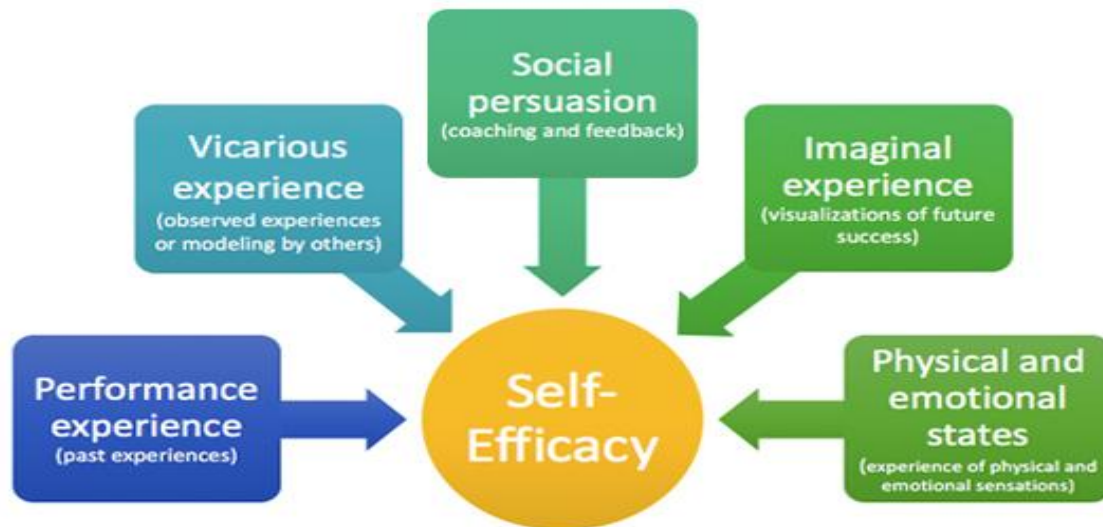 Social
persuasion
(coaching and feedback)
Vicarious
experience
(observed experiences
or modeling by others)
Imaginal
experience
(visualizations of future
success)
Performance
experience
(past experiences)
Self-
Efficacy
Physical and
emotional
states
(experience of physical and
emotional sensations)